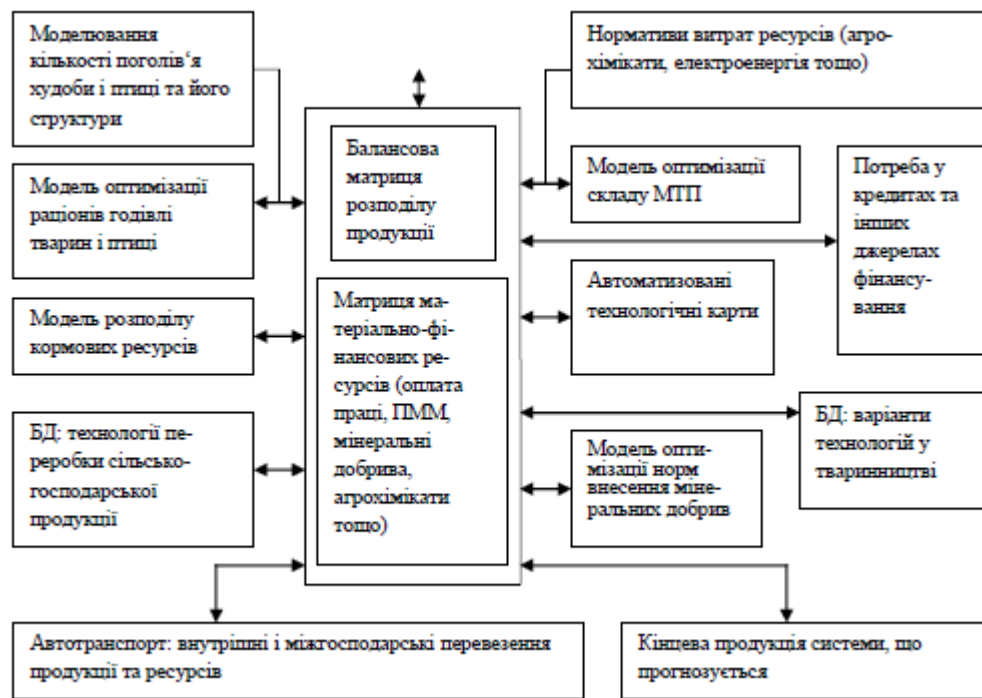 Моделювання
кількості поголів‘я
худоби і птиці та його
структури
Нормативи витрат ресурсів (агро-
хімікати, електроенергія тощо)
Балансова
матриця
розподілу
продукції
Модель оптимізації
раціонів годівлі
тварин і птиці
Модель оптимізації
складу МТП
Потреба у
кредитах та
інших
джерелах
фінансу-
вання
Матриця ма-
теріально-фі-
нансових ре-
сурсів (оплата
праці, ПММ,
мінеральні
добрива,
агрохімікати
тощо)
Автоматизовані
технологічні карти
Модель розподілу
кормових ресурсів
БД: технології пе-
реробки сільсько-
господарської
продукції
БД: варіанти
технологій у
тваринництві
Модель опти-
мізації норм
внесення міне-
ральних добрив
Автотранспорт: внутрішні і міжгосподарські перевезення
продукції та ресурсів
Кінцева продукція системи, що
прогнозується